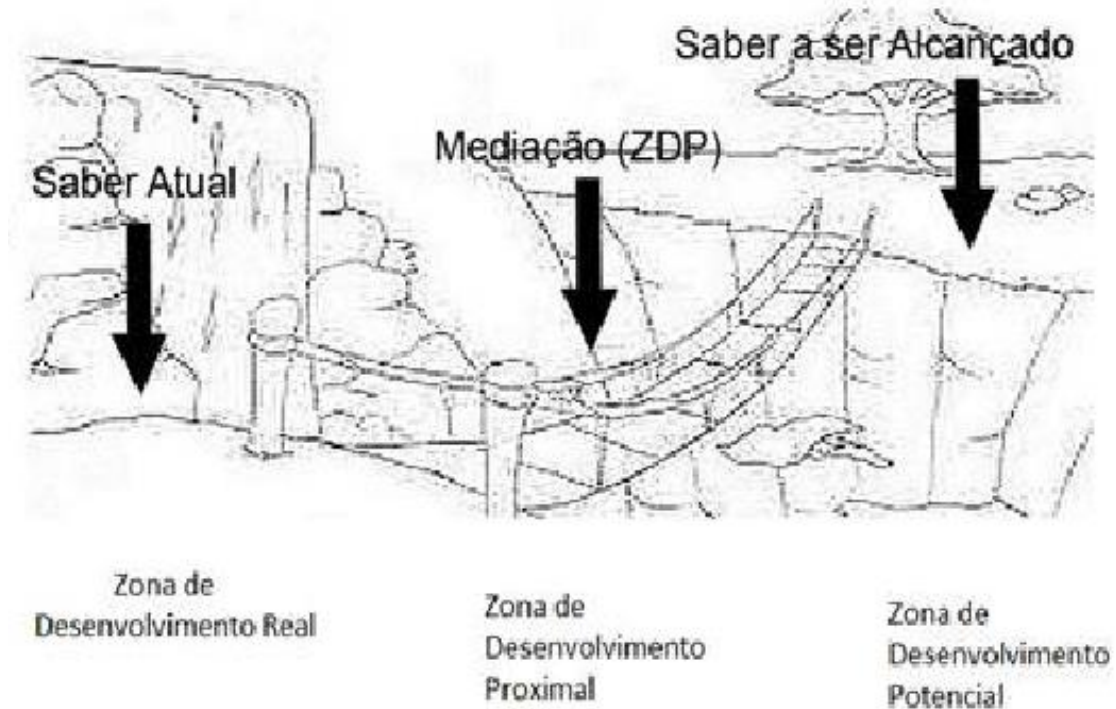 Saber a ser Alcançado
Mediação (ZDP)
Saber Atual
Zona de
Desenvolvimento Real
Zona de
Desenvolvimento
Proximal
Zona de
Desenvolvimento
Potencial